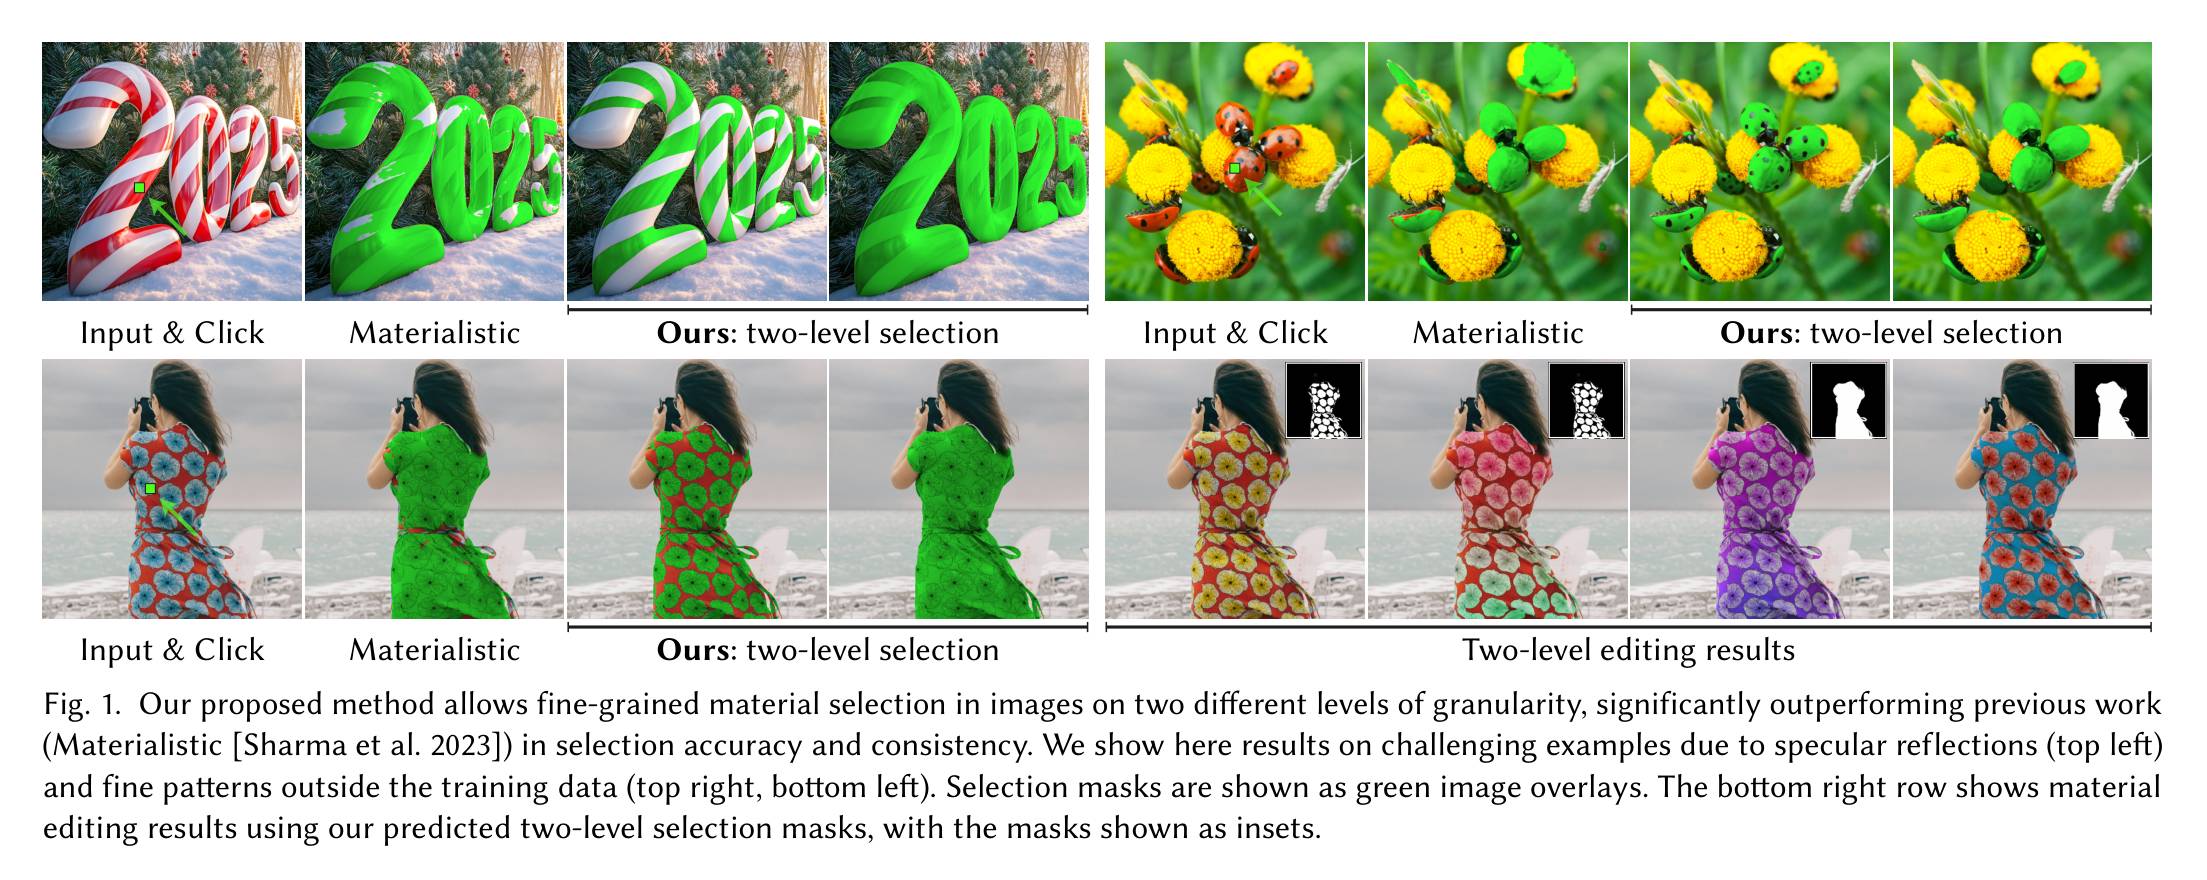 2025
2025
2025
2025
Input & Click
Materialistic
Ours: two-level selection
Input & Click
Materialistic
Ours: two-level selection
Input & Click
Materialistic
Ours: two-level selection
Two-level editing results
Fig. 1. Our proposed method allows fine-grained material selection in images on two different levels of granularity, significantly outperforming previous work
(Materialistic [Sharma et al. 2023]) in selection accuracy and consistency. We show here results on challenging examples due to specular reflections (top left)
and fine patterns outside the training data (top right, bottom left). Selection masks are shown as green image overlays. The bottom right row shows material
editing results using our predicted two-level selection masks, with the masks shown as insets.